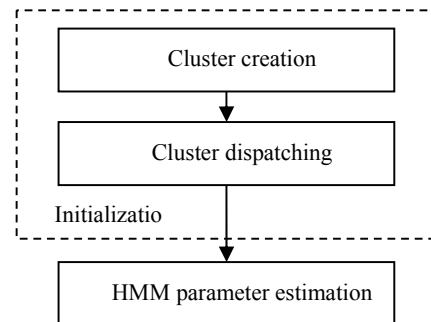 Cluster creation
Cluster dispatching
Initializatio
HMM parameter estimation